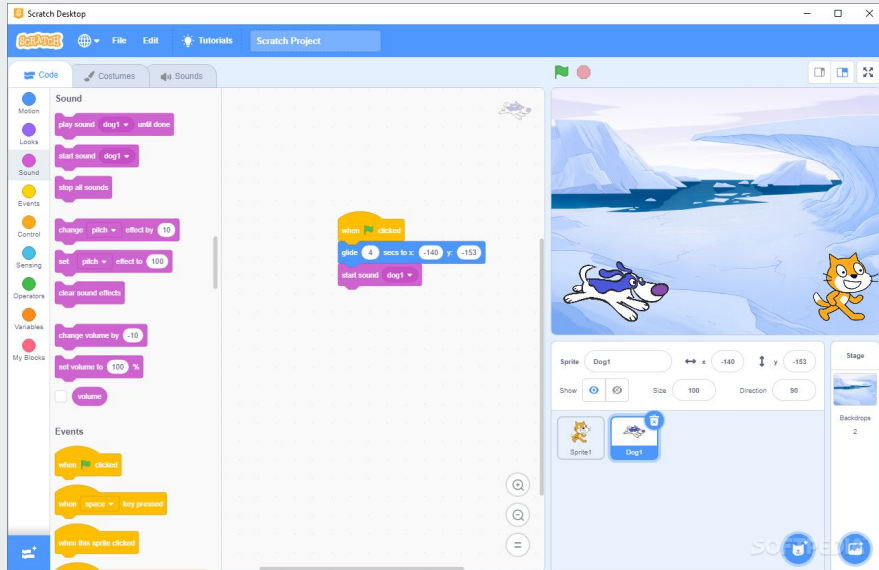 Scratch Desktop
SCRATCH File Edit Tutorials Scratch Project
Code Costumes Sounds
Motion
Looks
Sound
Events
Control
Sensing
Operators
Variables
My Blocks
Sound
play sound dog1 until done
start sound dog1
stop all sounds
change pitch effect by 10
set pitch effect to 100
clear sound effects
change volume by -10
set volume to 100 %
volume
Events
when clicked
when space key pressed
when this sprite clicked
when clicked
glide 4 secs to x: -140 y: -153
start sound dog1
Sprite Dog1 x -140 y -153
Show Size 100 Direction 90
Sprite1
Dog1
Stage
Backdrops
2
SOFTPEDIA